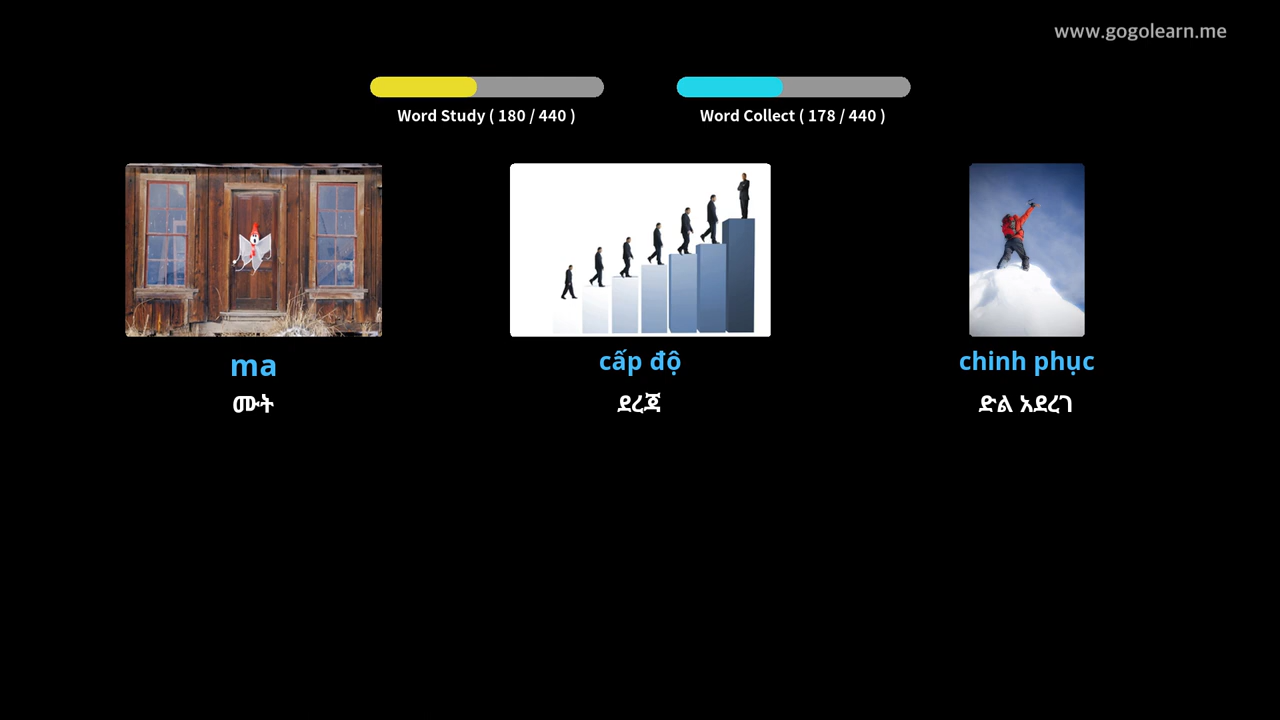 www.gogolearn.me
Word Study ( 180 / 440 )
Word Collect ( 178 / 440 )
ma
cấp độ
chinh phục
ሙት
ደረጃ
ድል አደረገ